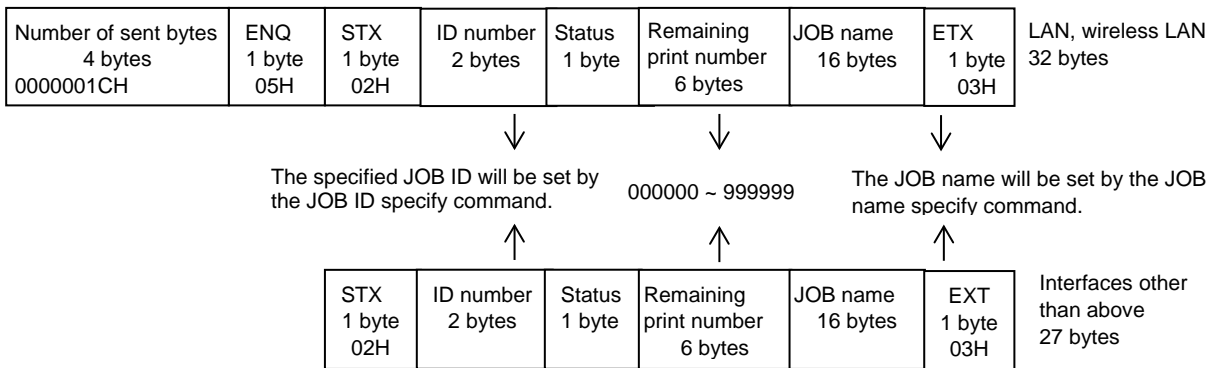 Number of sent bytes
4 bytes
0000001CH
ENQ
1 byte
05H
STX
1 byte
02H
ID number
2 bytes
Status
1 byte
Remaining
print number
6 bytes
JOB name
16 bytes
ETX
1 byte
03H
LAN, wireless LAN
32 bytes
The specified JOB ID will be set by
the JOB ID specify command.
000000 ~ 999999
The JOB name will be set by the JOB
name specify command.
STX
1 byte
02H
ID number
2 bytes
Status
1 byte
Remaining
print number
6 bytes
JOB name
16 bytes
EXT
1 byte
03H
Interfaces other
than above
27 bytes